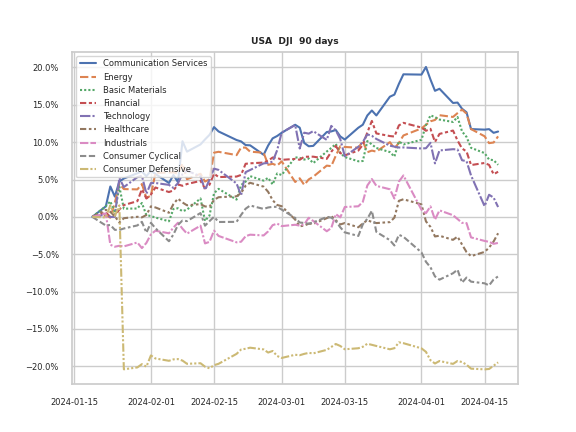 USA DJI 90 days
20.0%
15.0%
10.0%
5.0%
0.0%
−5.0%
−10.0%
−15.0%
−20.0%
Communication Services
Energy
Basic Materials
Financial
Technology
Healthcare
Industrials
Consumer Cyclical
Consumer Defensive
2024-01-15 2024-02-01 2024-02-15 2024-03-01 2024-03-15 2024-04-01 2024-04-15